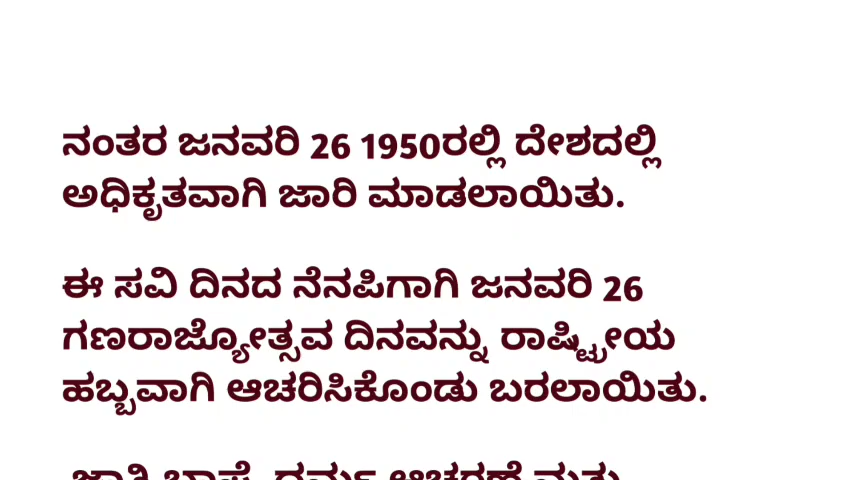 ನಂತರ ಜನವರಿ 26 1950ರಲ್ಲಿ ದೇಶದಲ್ಲಿ
ಅಧಿಕೃತವಾಗಿ ಜಾರಿ ಮಾಡಲಾಯಿತು.
ಈ ಸವಿ ದಿನದ ನೆನಪಿಗಾಗಿ ಜನವರಿ 26
ಗಣರಾಜ್ಯೋತ್ಸವ ದಿನವನ್ನು ರಾಷ್ಟ್ರೀಯ
ಹಬ್ಬವಾಗಿ ಆಚರಿಸಿಕೊಂಡು ಬರಲಾಯಿತು.